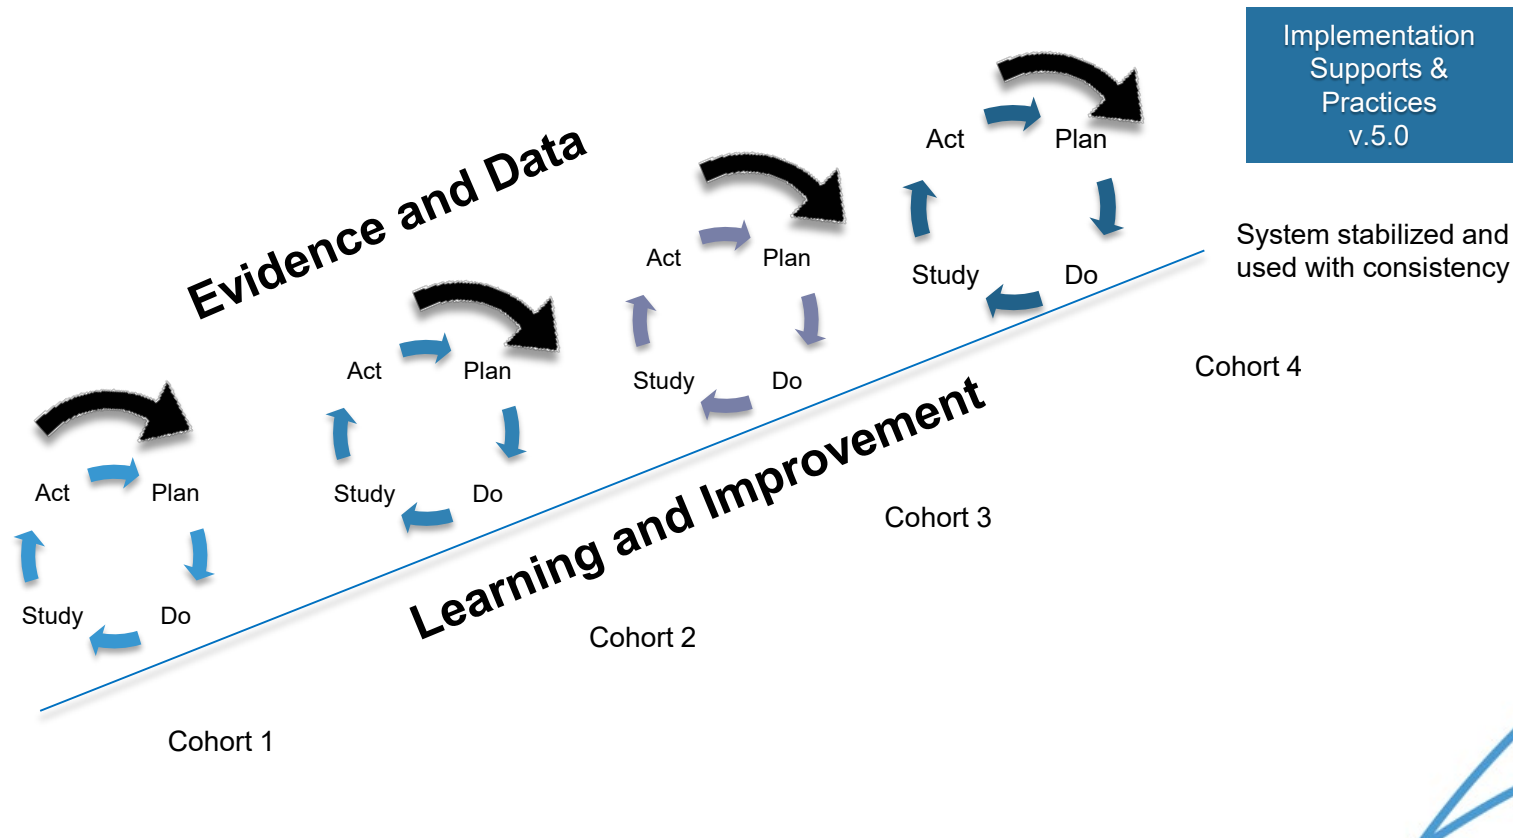 Implementation
Supports &
Practices
v.5.0
Evidence and Data
Act
Plan
Study
Do
Act
Plan
Study
Do
Act
Plan
Study
Do
Act
Plan
Study
Do
System stabilized and
used with consistency
Learning and Improvement
Cohort 1
Cohort 2
Cohort 3
Cohort 4